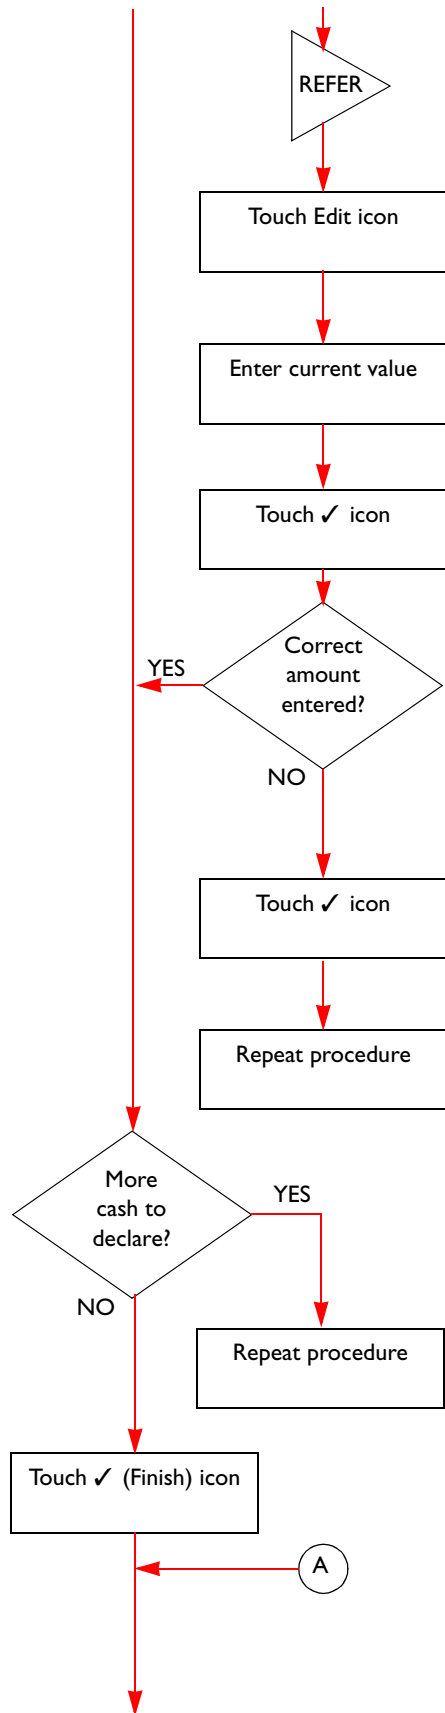 REFER
Touch Edit icon
Enter current value
Touch ✓ icon
Correct
amount
entered?
YES
NO
Touch ✓ icon
Repeat procedure
More
cash to
declare?
YES
NO
Repeat procedure
Touch ✓ (Finish) icon
A